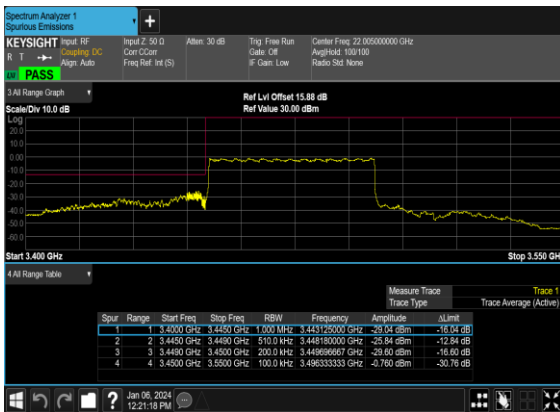 Spectrum Analyzer 1
Spurious Emissions
KEYSIGHT Input: RF Input Z: 50 Ω Atten: 30 dB Trig: Free Run Center Freq: 22.005000000 GHz
R T Coupling: DC Corr CCorr Gate: Off Avg|Hold: 100/100
Align: Auto Freq Ref: Int (S) IF Gain: Low Radio Std: None
LXI PASS
3 All Range Graph
Ref Lvl Offset 15.88 dB
Scale/Div 10.0 dB Ref Value 30.00 dBm
Log
20.0
10.0
0.00
-10.0
-20.0
-30.0
-40.0
-50.0
-60.0
Start 3.400 GHz Stop 3.550 GH
4 All Range Table
Measure Trace Trace 1
Trace Type Trace Average (Active)
Spur Range Start Freq Stop Freq RBW Frequency Amplitude ΔLimit
1 1 3.4000 GHz 3.4450 GHz 1.000 MHz 3.443125000 GHz -29.04 dBm -16.04 dB
2 2 3.4450 GHz 3.4490 GHz 510.0 kHz 3.448180000 GHz -25.84 dBm -12.84 dB
3 3 3.4490 GHz 3.4500 GHz 200.0 kHz 3.449696667 GHz -29.60 dBm -16.60 dB
4 4 3.4500 GHz 3.5500 GHz 100.0 kHz 3.496333333 GHz -0.760 dBm -30.76 dB
Jan 06, 2024
12:21:18 PM